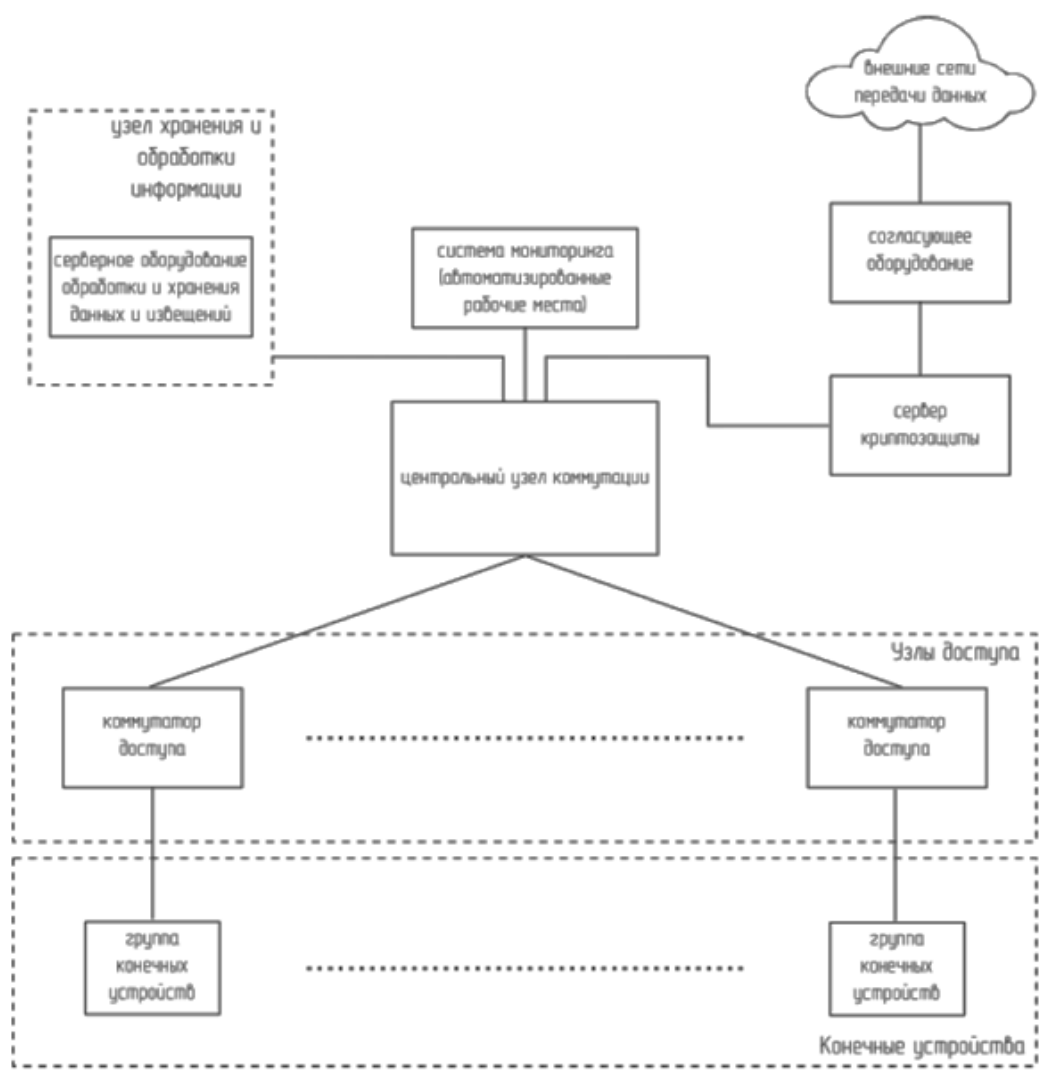 внешние сети
передачи данных
узел хранения и
обработки
информации
серверное оборудование
обработки и хранения
данных и извещений
система мониторинга
(автоматизированные
рабочие места)
согласующее
оборудование
сервер
криптозащиты
центральный узел коммутации
Узлы доступа
коммутатор
доступа
коммутатор
доступа
группа
конечных
устройств
группа
конечных
устройств
Конечные устройства